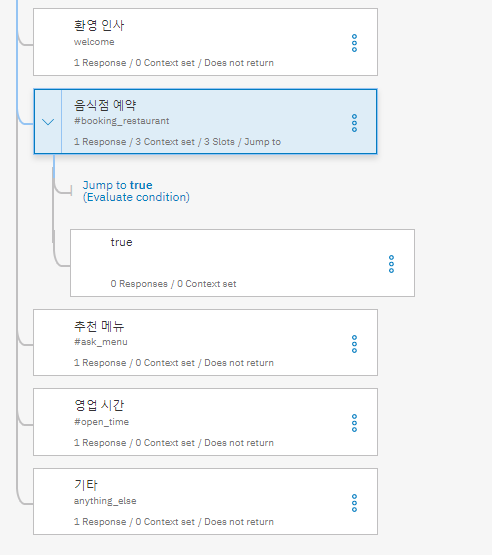 환영 인사
welcome
1 Response / 0 Context set / Does not return
음식점 예약
#booking_restaurant
1 Response / 3 Context set / 3 Slots / Jump to
Jump to true
(Evaluate condition)
true
0 Responses / 0 Context set
추천 메뉴
#ask_menu
1 Response / 0 Context set / Does not return
영업 시간
#open_time
1 Response / 0 Context set / Does not return
기타
anything_else
1 Response / 0 Context set / Does not return